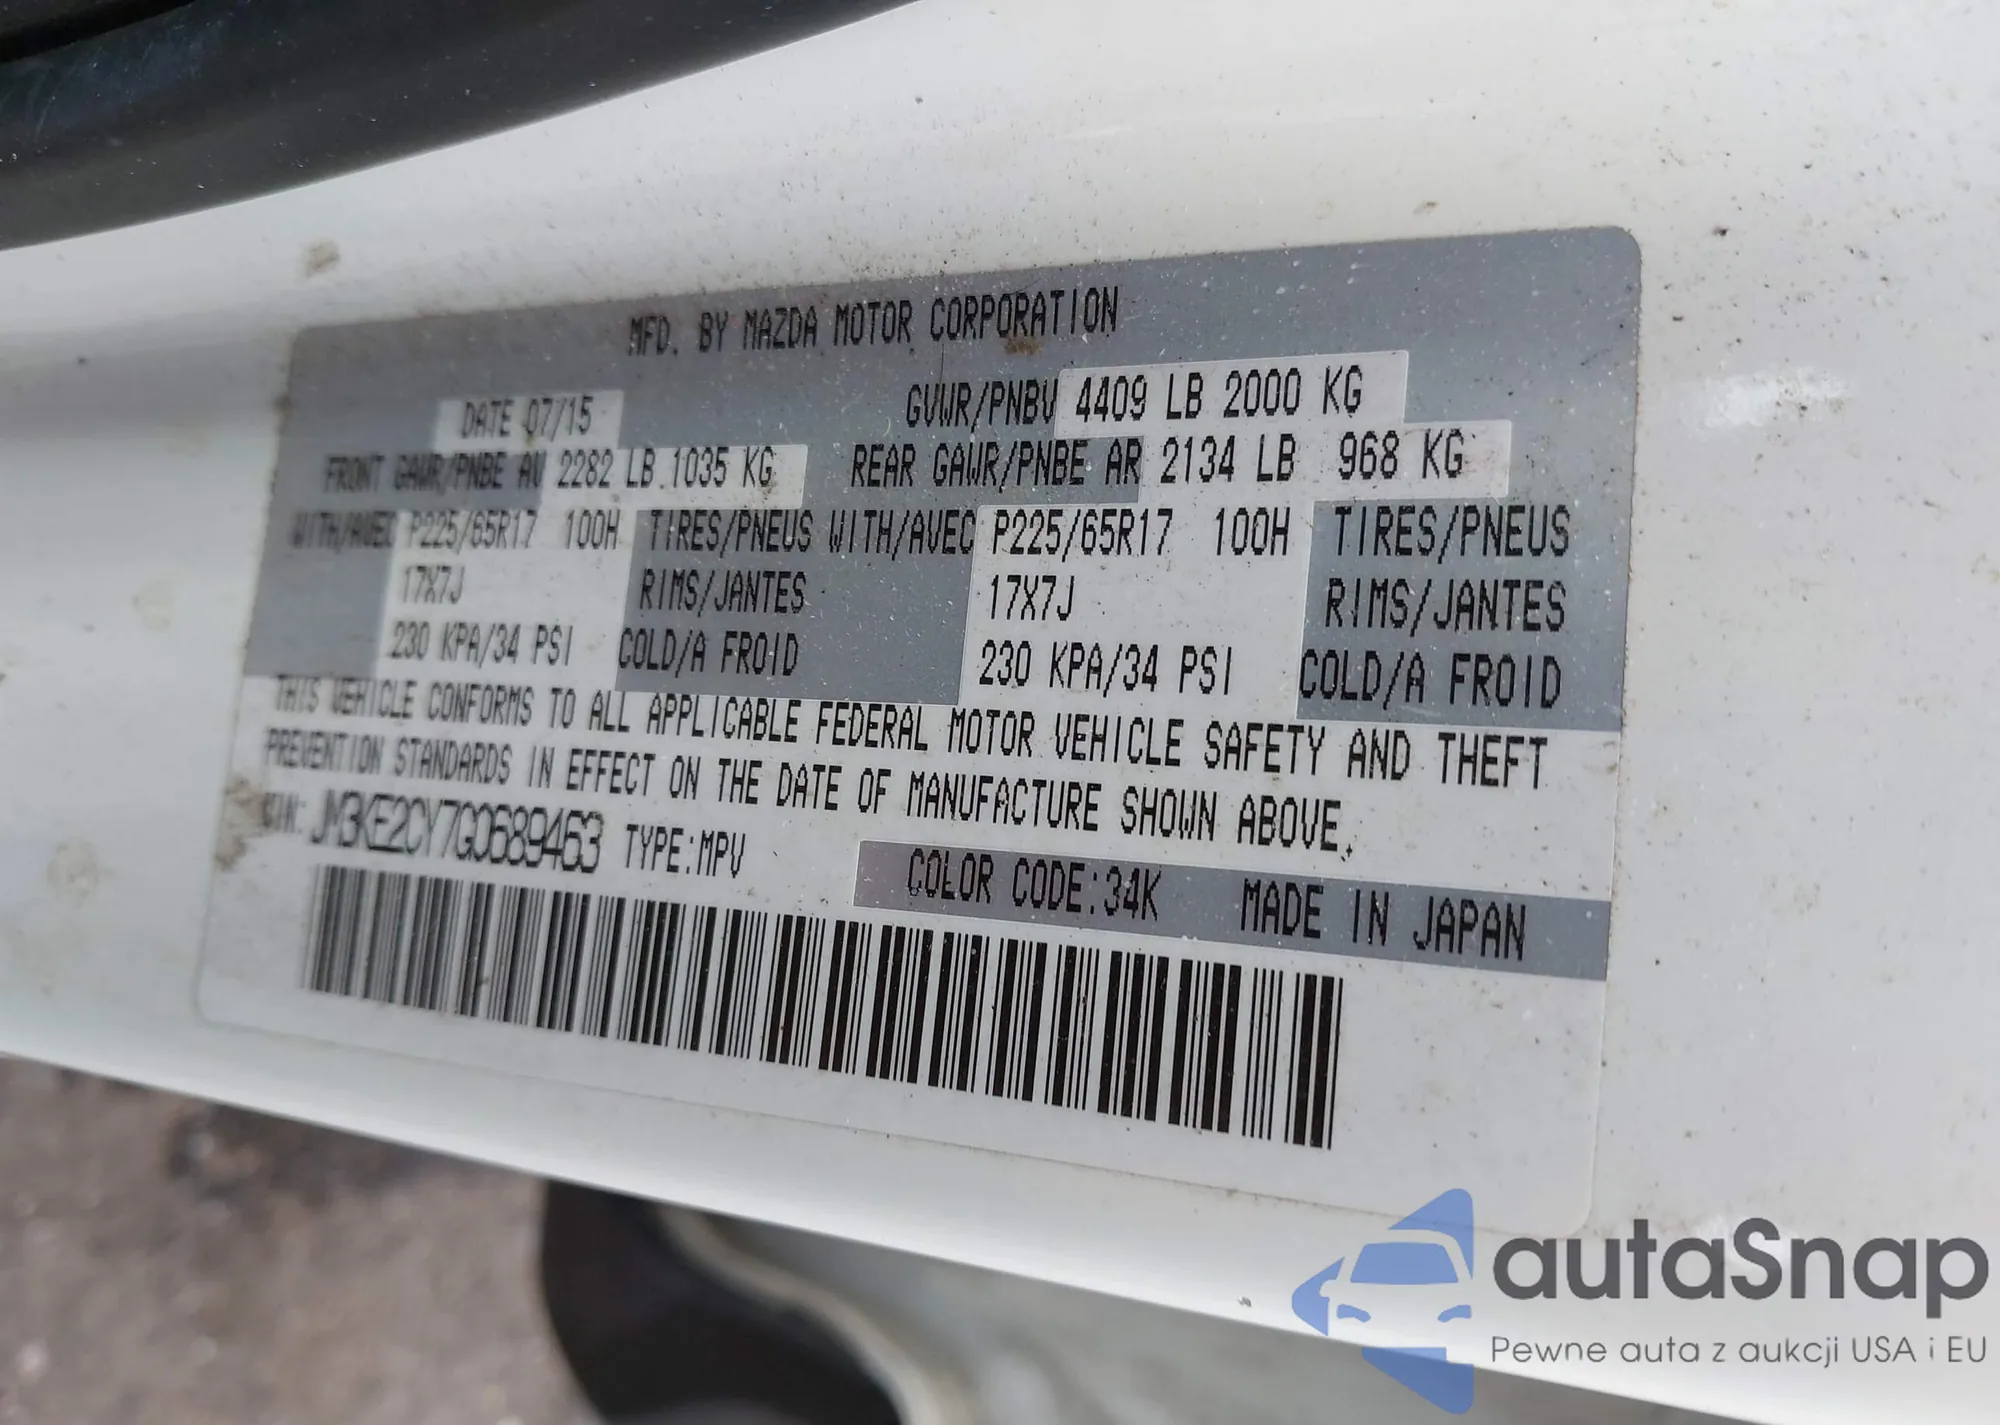 MFD. BY MAZDA MOTOR CORPORATION
DATE 07/15 GVWR/PNBV 4409 LB 2000 KG
FRONT GAWR/PNBE AV 2282 LB 1035 KG REAR GAWR/PNBE AR 2134 LB 968 KG
WITH/AVEC P225/65R17 100H TIRES/PNEUS WITH/AVEC P225/65R17 100H TIRES/PNEUS
17X7J RIMS/JANTES 17X7J RIMS/JANTES
230 KPA/34 PSI COLD/A FROID 230 KPA/34 PSI COLD/A FROID
THIS VEHICLE CONFORMS TO ALL APPLICABLE FEDERAL MOTOR VEHICLE SAFETY AND THEFT
PREVENTION STANDARDS IN EFFECT ON THE DATE OF MANUFACTURE SHOWN ABOVE.
VIN: JM3KE2CY7G0689463 TYPE:MPV
COLOR CODE:34K MADE IN JAPAN
autaSnap
Pewne auta z aukcji USA i EU